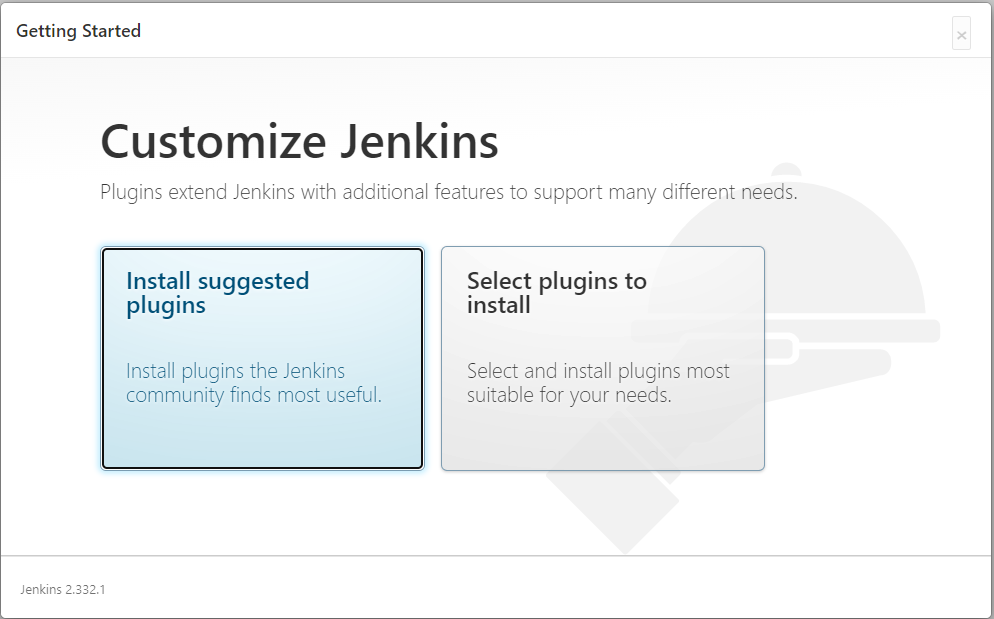 Getting Started
×
Customize Jenkins
Plugins extend Jenkins with additional features to support many different needs.
Install suggested
plugins
Install plugins the Jenkins
community finds most useful.
Select plugins to
install
Select and install plugins most
suitable for your needs.
Jenkins 2.332.1